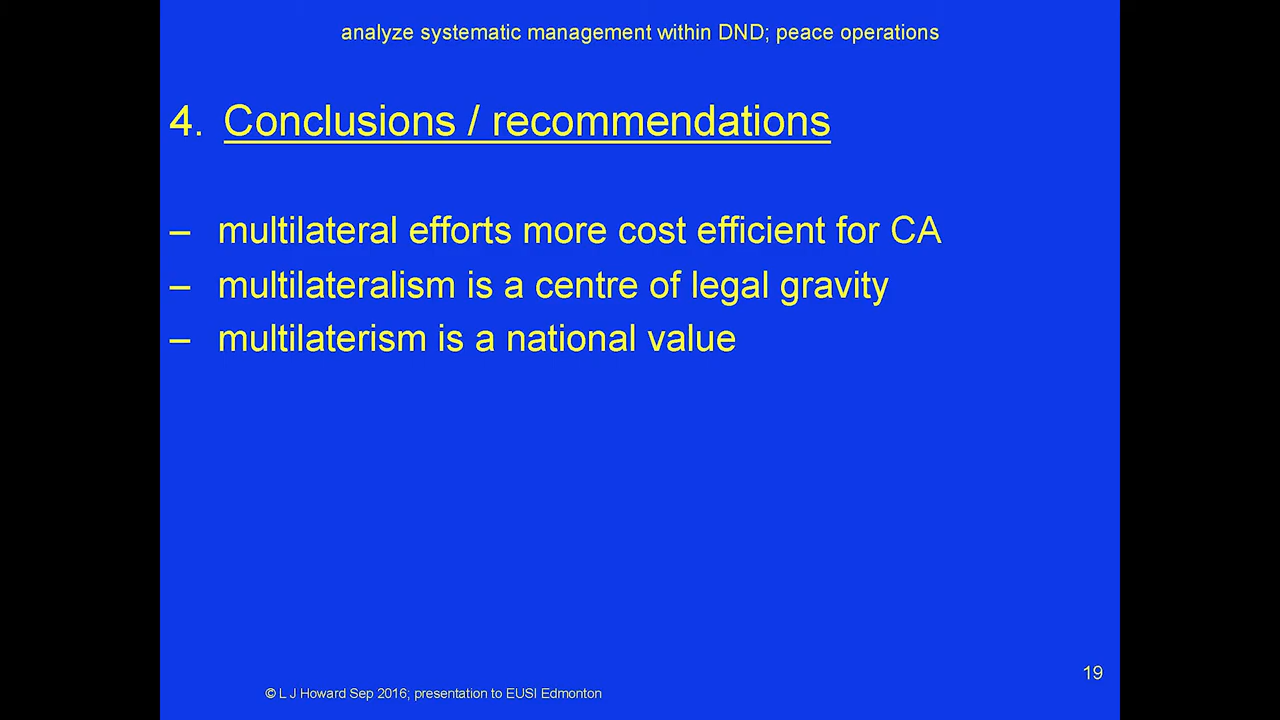 analyze systematic management within DND; peace operations
4. Conclusions / recommendations
– multilateral efforts more cost efficient for CA
– multilateralism is a centre of legal gravity
– multilaterism is a national value
19
© L J Howard Sep 2016; presentation to EUSI Edmonton